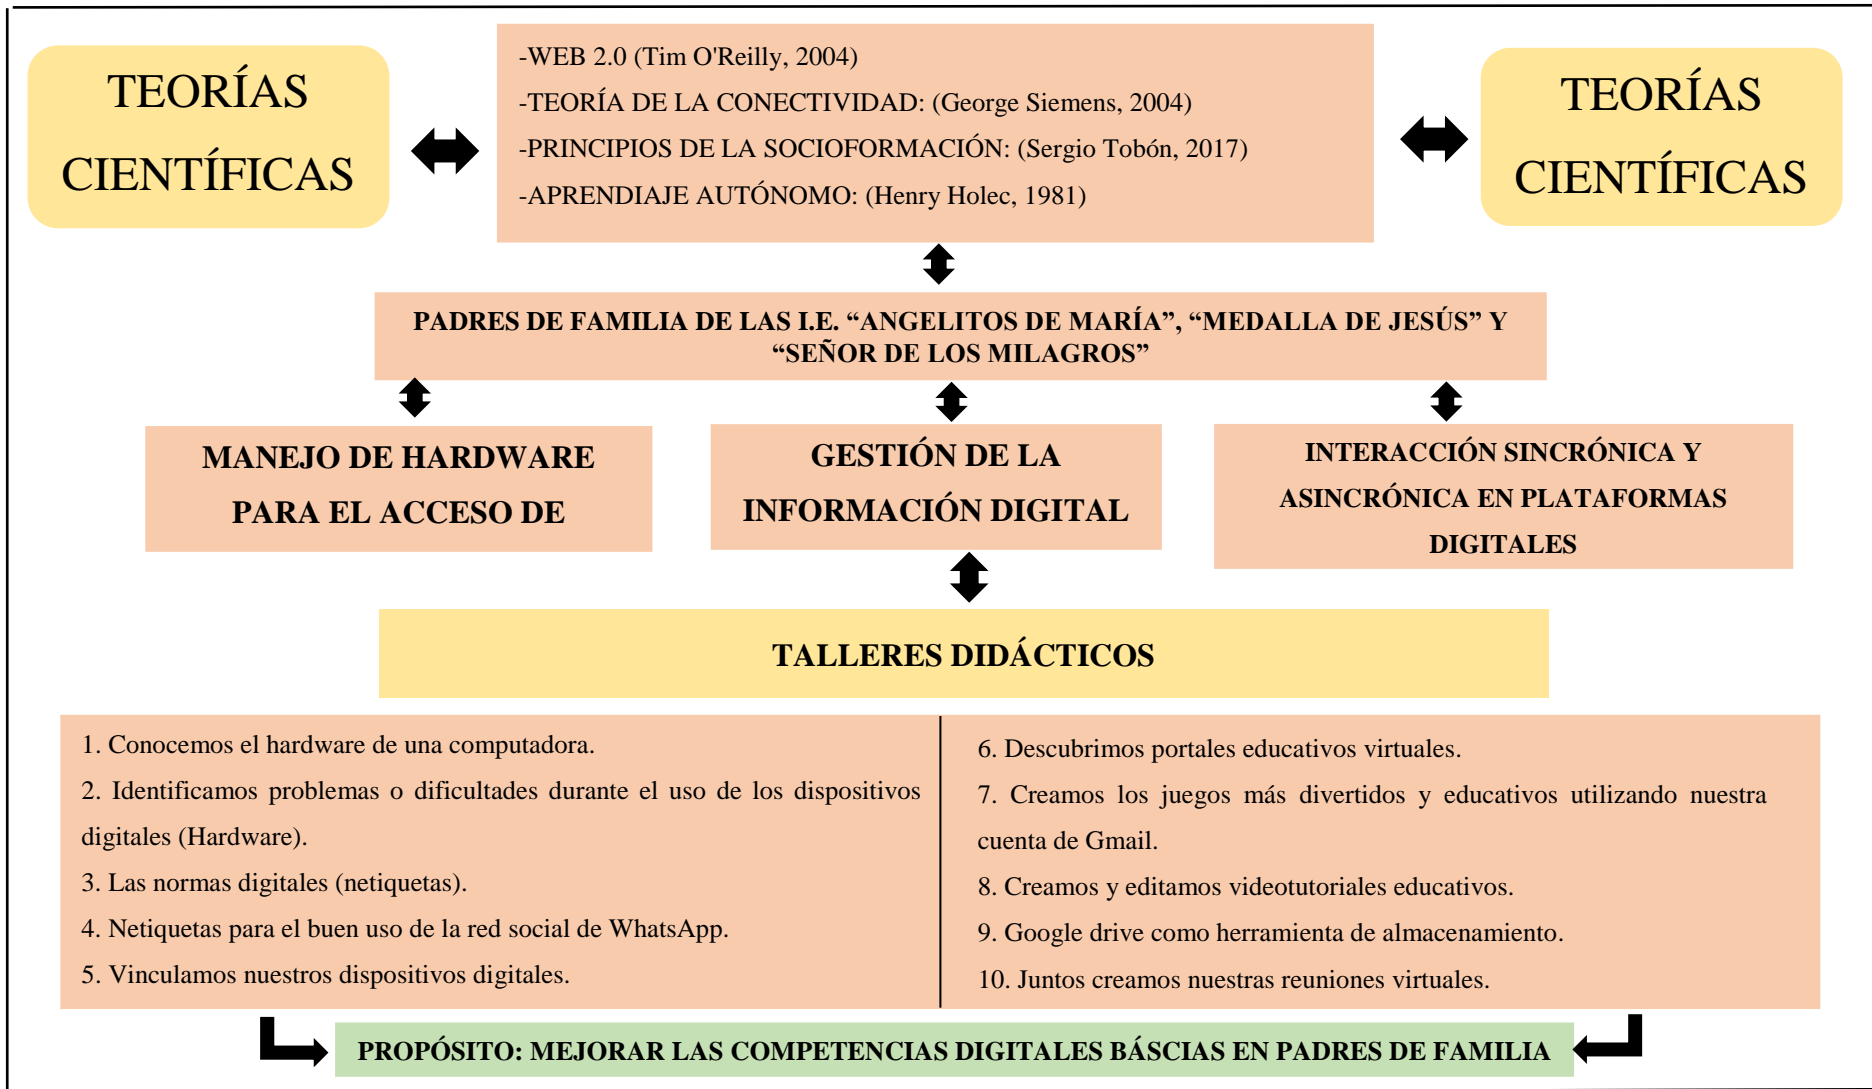 TEORÍAS
CIENTÍFICAS
-WEB 2.0 (Tim O'Reilly, 2004)
-TEORÍA DE LA CONECTIVIDAD: (George Siemens, 2004)
-PRINCIPIOS DE LA SOCIOFORMACIÓN: (Sergio Tobón, 2017)
-APRENDIAJE AUTÓNOMO: (Henry Holec, 1981)
TEORÍAS
CIENTÍFICAS
PADRES DE FAMILIA DE LAS I.E. “ANGELITOS DE MARÍA”, “MEDALLA DE JESÚS” Y
“SEÑOR DE LOS MILAGROS”
MANEJO DE HARDWARE
PARA EL ACCESO DE
GESTIÓN DE LA
INFORMACIÓN DIGITAL
INTERACCIÓN SINCRÓNICA Y
ASINCRÓNICA EN PLATAFORMAS
DIGITALES
TALLERES DIDÁCTICOS
1. Conocemos el hardware de una computadora.
2. Identificamos problemas o dificultades durante el uso de los dispositivos
digitales (Hardware).
3. Las normas digitales (netiquetas).
4. Netiquetas para el buen uso de la red social de WhatsApp.
5. Vinculamos nuestros dispositivos digitales.
6. Descubrimos portales educativos virtuales.
7. Creamos los juegos más divertidos y educativos utilizando nuestra
cuenta de Gmail.
8. Creamos y editamos videotutoriales educativos.
9. Google drive como herramienta de almacenamiento.
10. Juntos creamos nuestras reuniones virtuales.
PROPÓSITO: MEJORAR LAS COMPETENCIAS DIGITALES BÁSCIAS EN PADRES DE FAMILIA